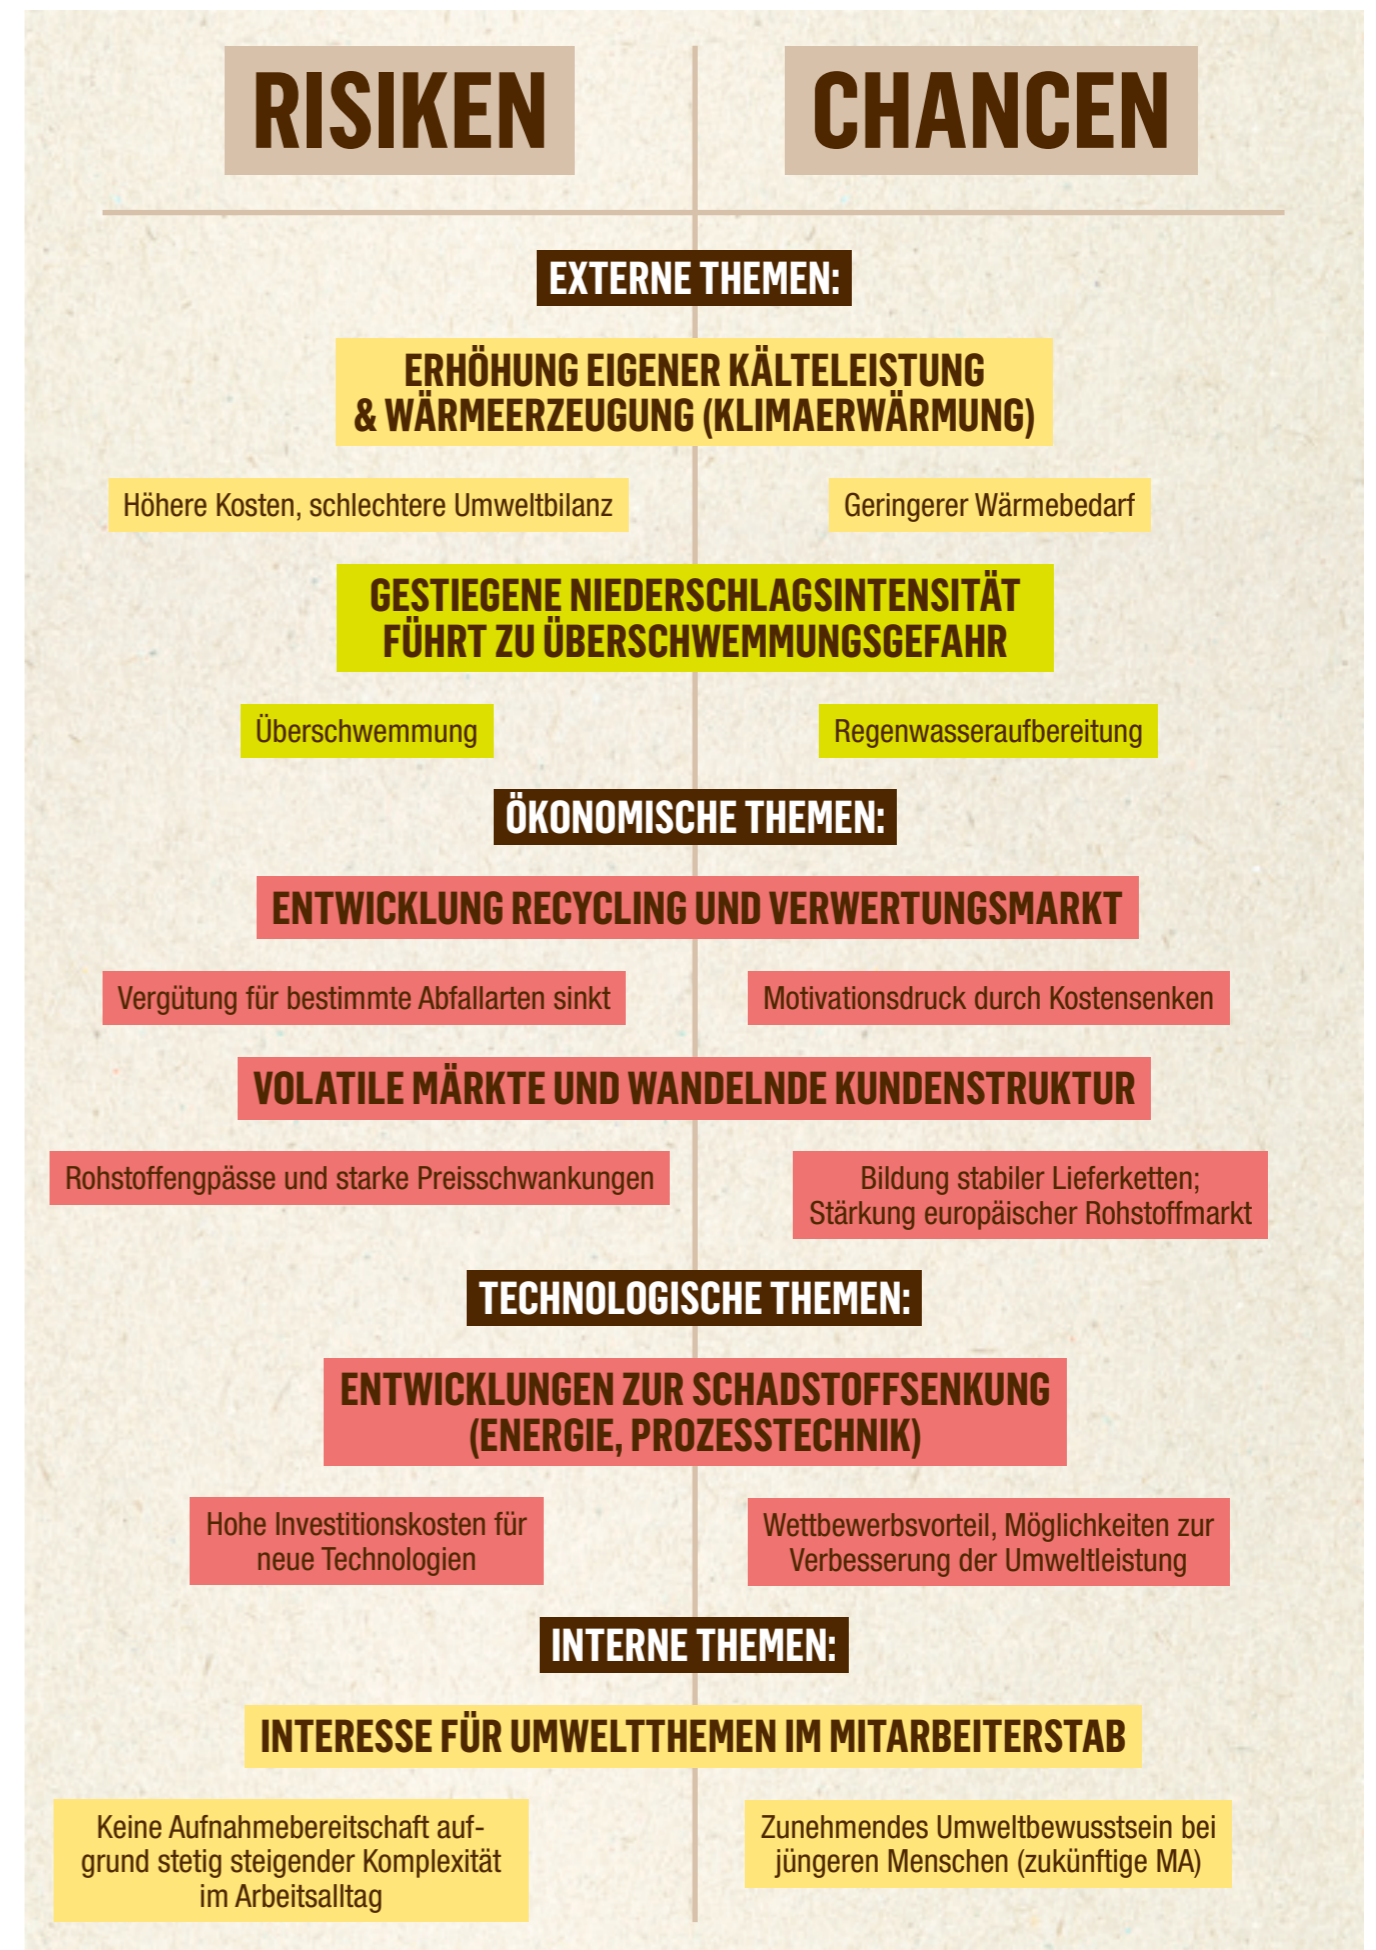 RISIKEN
CHANCEN
EXTERNE THEMEN:
ERHÖHUNG EIGENER KÄLTELEISTUNG
& WÄRMEERZEUGUNG (KLIMAERWÄRMUNG)
Höhere Kosten, schlechtere Umweltbilanz
Geringerer Wärmebedarf
GESTIEGENE NIEDERSCHLAGSINTENSITÄT
FÜHRT ZU ÜBERSCHWEMMUNGSGEFAHR
Überschwemmung
Regenwasseraufbereitung
ÖKONOMISCHE THEMEN:
ENTWICKLUNG RECYCLING UND VERWERTUNGSMARKT
Vergütung für bestimmte Abfallarten sinkt
Motivationsdruck durch Kostensenken
VOLATILE MÄRKTE UND WANDELNDE KUNDENSTRUKTUR
Rohstoffengpässe und starke Preisschwankungen
Bildung stabiler Lieferketten;
Stärkung europäischer Rohstoffmarkt
TECHNOLOGISCHE THEMEN:
ENTWICKLUNGEN ZUR SCHADSTOFFSENKUNG
(ENERGIE, PROZESSTECHNIK)
Hohe Investitionskosten für
neue Technologien
Wettbewerbsvorteil, Möglichkeiten zur
Verbesserung der Umweltleistung
INTERNE THEMEN:
INTERESSE FÜR UMWELTTHEMEN IM MITARBEITERSTAB
Keine Aufnahmebereitschaft auf-
grund stetig steigender Komplexität
im Arbeitsalltag
Zunehmendes Umweltbewusstsein bei
jüngeren Menschen (zukünftige MA)